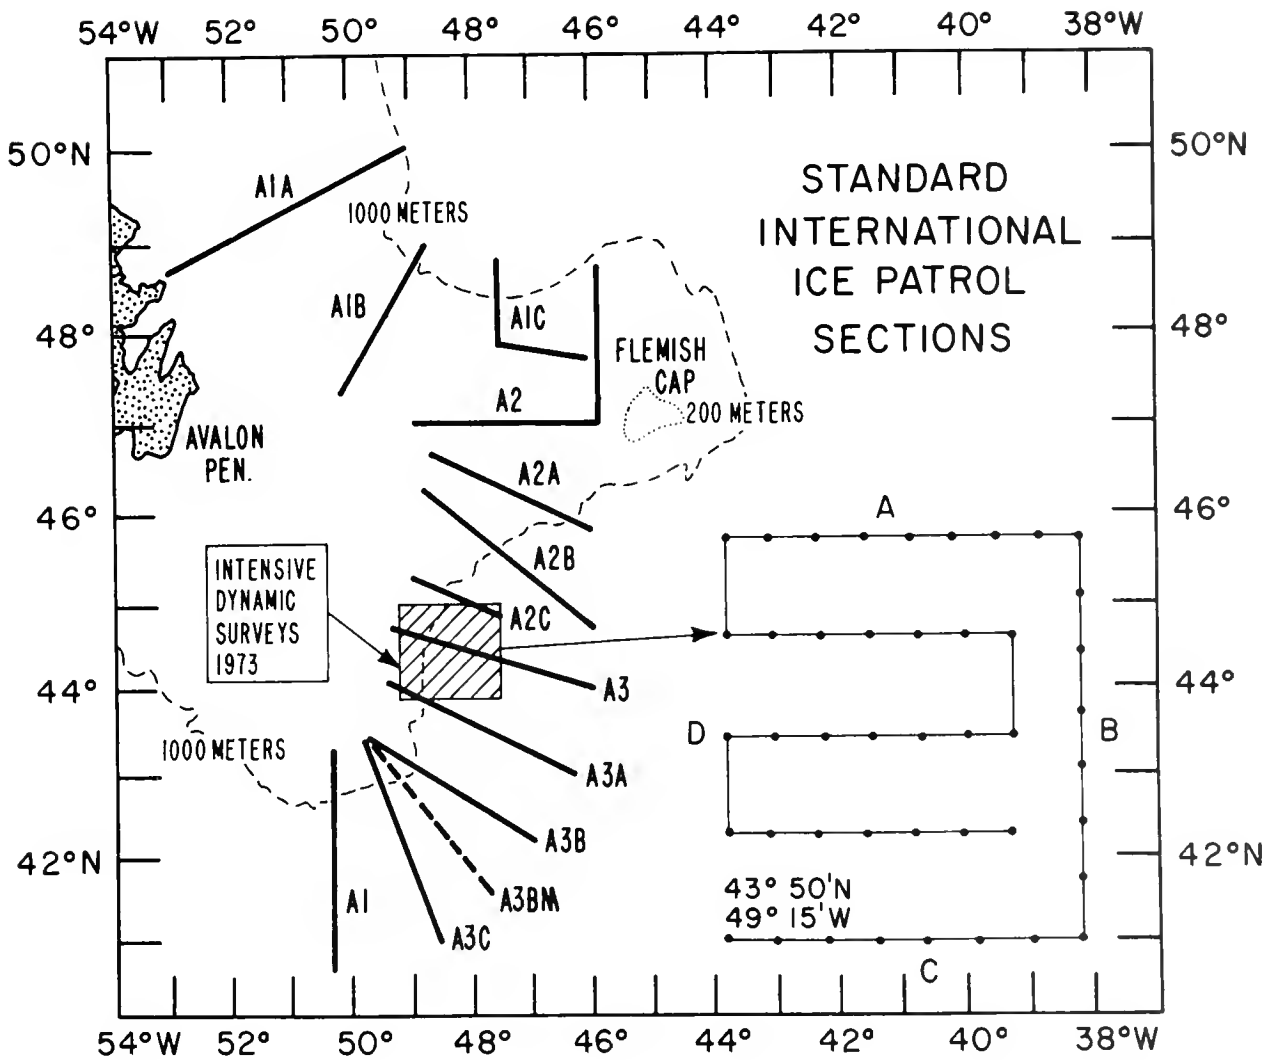 54°W 52° 50° 48° 46° 44° 42° 40° 38°W
50°N
50°N
STANDARD
INTERNATIONAL
ICE PATROL
SECTIONS
A1A
1000 METERS
A1B
A1C
48°
48°
FLEMISH
CAP
200 METERS
A2
AVALON
PEN.
A2A
46°
46°
A
A2B
INTENSIVE
DYNAMIC
SURVEYS
1973
A2C
A3
44°
44°
D
B
1000 METERS
A3A
A3B
42°N
42°N
A3BM
A1
A3C
43° 50'N
49° 15'W
C
54°W 52° 50° 48° 46° 44° 42° 40° 38°W